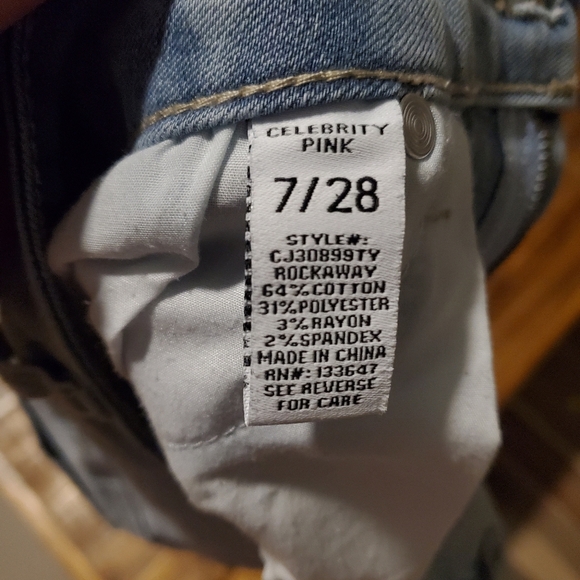 CELEBRITY
PINK
7/28
STYLE#:
CJ30899TY
ROCKAWAY
64%COTTON
31%POLYESTER
3%RAYON
2%SPANDEX
MADE IN CHINA
RN#: 133647
SEE REVERSE
FOR CARE